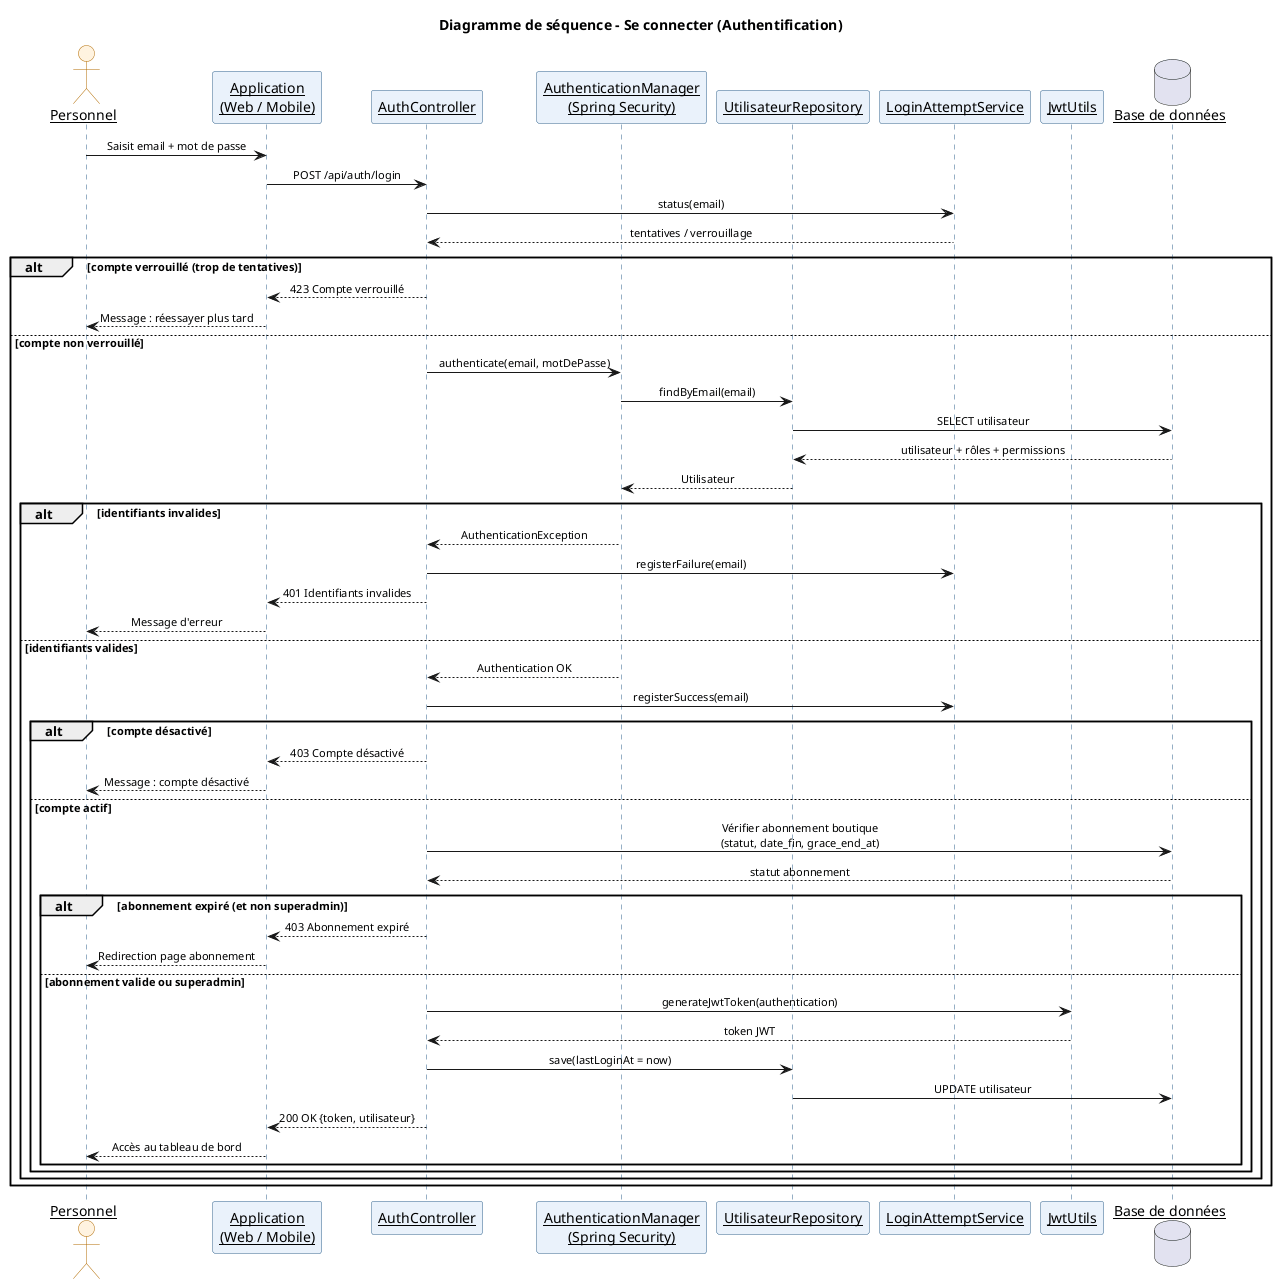 Diagramme de séquence - Se connecter (Authentification)
Personnel
Application
(Web / Mobile)
AuthController
AuthenticationManager
(Spring Security)
UtilisateurRepository
LoginAttemptService
JwtUtils
Base de données
Saisit email + mot de passe
POST /api/auth/login
status(email)
tentatives / verrouillage
alt
[compte verrouillé (trop de tentatives)]
423 Compte verrouillé
Message : réessayer plus tard
[compte non verrouillé]
authenticate(email, motDePasse)
findByEmail(email)
SELECT utilisateur
utilisateur + rôles + permissions
Utilisateur
alt
[identifiants invalides]
AuthenticationException
registerFailure(email)
401 Identifiants invalides
Message d'erreur
[identifiants valides]
Authentication OK
registerSuccess(email)
alt
[compte désactivé]
403 Compte désactivé
Message : compte désactivé
[compte actif]
Vérifier abonnement boutique
(statut, date_fin, grace_end_at)
statut abonnement
alt
[abonnement expiré (et non superadmin)]
403 Abonnement expiré
Redirection page abonnement
[abonnement valide ou superadmin]
generateJwtToken(authentication)
token JWT
save(lastLoginAt = now)
UPDATE utilisateur
200 OK {token, utilisateur}
Accès au tableau de bord
Personnel
Application
(Web / Mobile)
AuthController
AuthenticationManager
(Spring Security)
UtilisateurRepository
LoginAttemptService
JwtUtils
Base de données